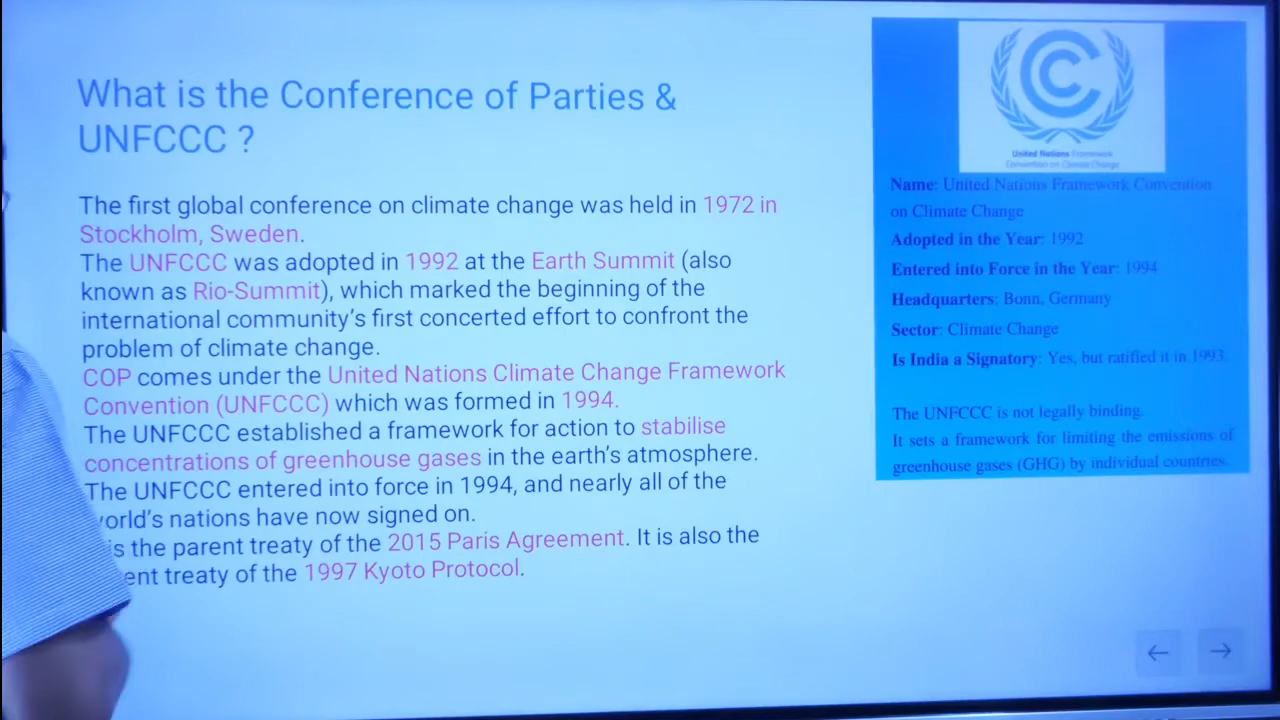 What is the Conference of Parties &
UNFCCC ?
The first global conference on climate change was held in 1972 in
Stockholm, Sweden.
The UNFCCC was adopted in 1992 at the Earth Summit (also
known as Rio-Summit), which marked the beginning of the
international community's first concerted effort to confront the
problem of climate change.
COP comes under the United Nations Climate Change Framework
Convention (UNFCCC) which was formed in 1994.
The UNFCCC established a framework for action to stabilise
concentrations of greenhouse gases in the earth's atmosphere.
The UNFCCC entered into force in 1994, and nearly all of the
world's nations have now signed on.
is the parent treaty of the 2015 Paris Agreement. It is also the
treaty of the 1997 Kyoto Protocol.
United Nations Framework
Convention on Climate Change
Name: United Nations Framework Convention
on Climate Change
Adopted in the Year: 1992
Entered into Force in the Year: 1994
Headquarters: Bonn, Germany
Sector: Climate Change
Is India a Signatory: Yes, but ratified it in 1993.
The UNFCCC is not legally binding.
It sets a framework for limiting the emissions of
greenhouse gases (GHG) by individual countries.